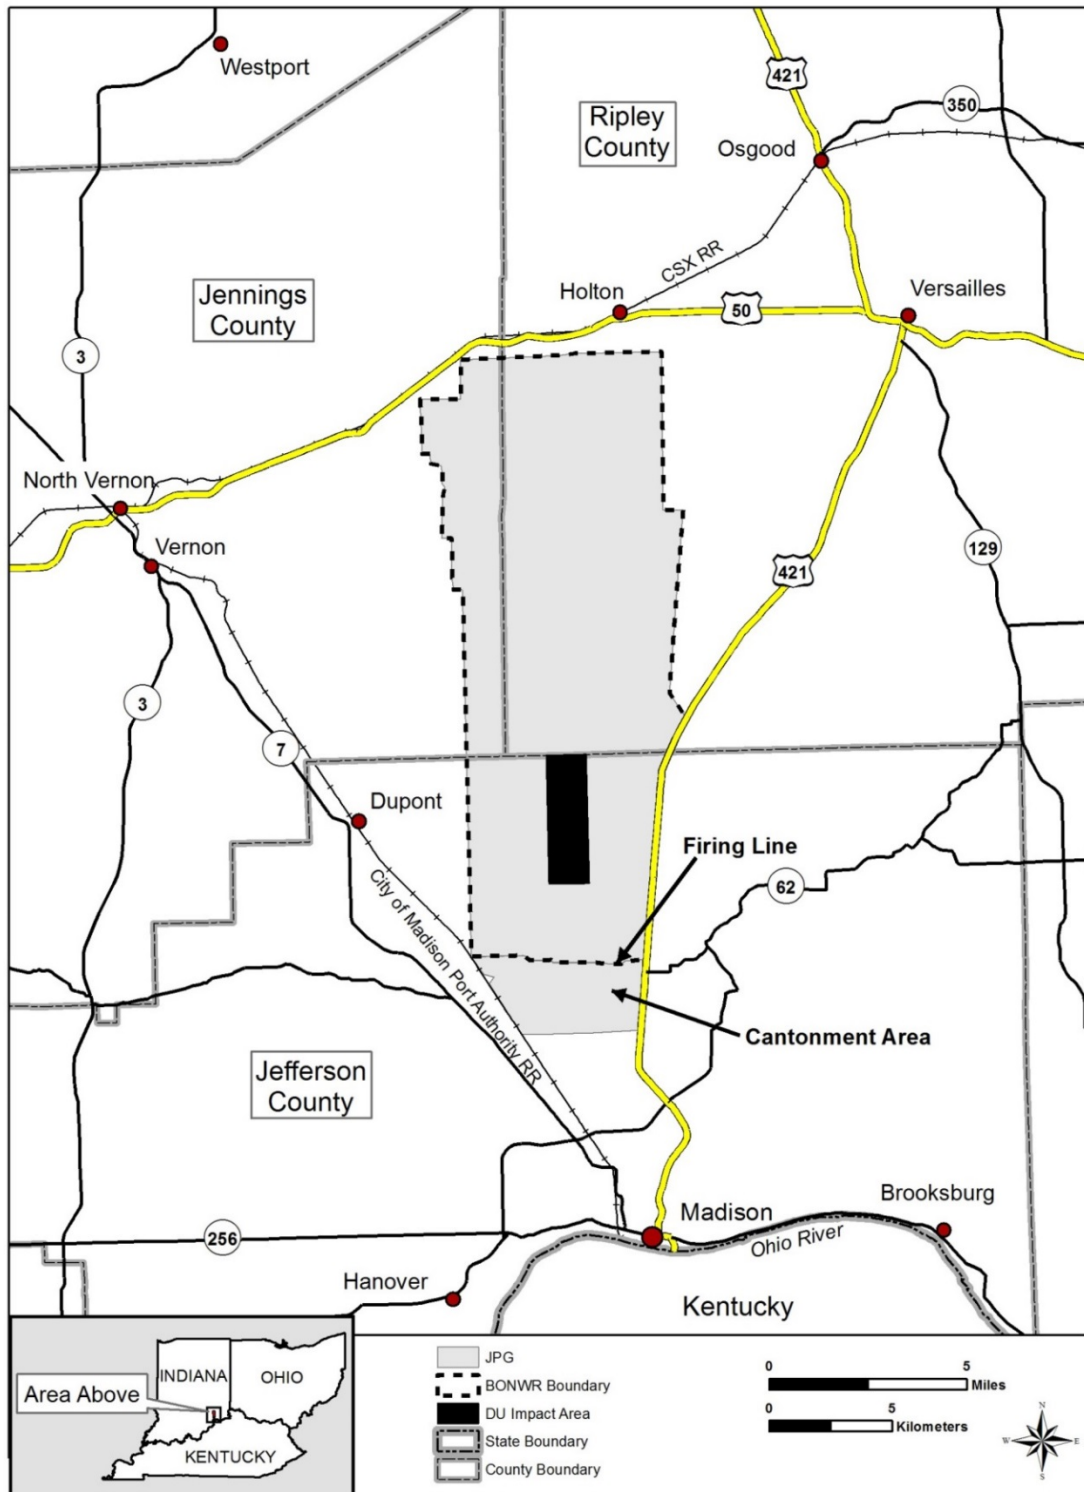 Westport
421
Ripley
County
350
Osgood
CSX RR
Jennings
County
Holton
50
Versailles
3
North Vernon
129
Vernon
421
3
7
Dupont
Firing Line
62
City of Madison Port Authority RR
Cantonment Area
Jefferson
County
Brooksburg
Madison
256
Ohio River
Hanover
Kentucky
INDIANA
OHIO
Area Above
KENTUCKY
JPG
BONWR Boundary
DU Impact Area
State Boundary
County Boundary
0
5
Miles
0
5
Kilometers
N
W
E
S